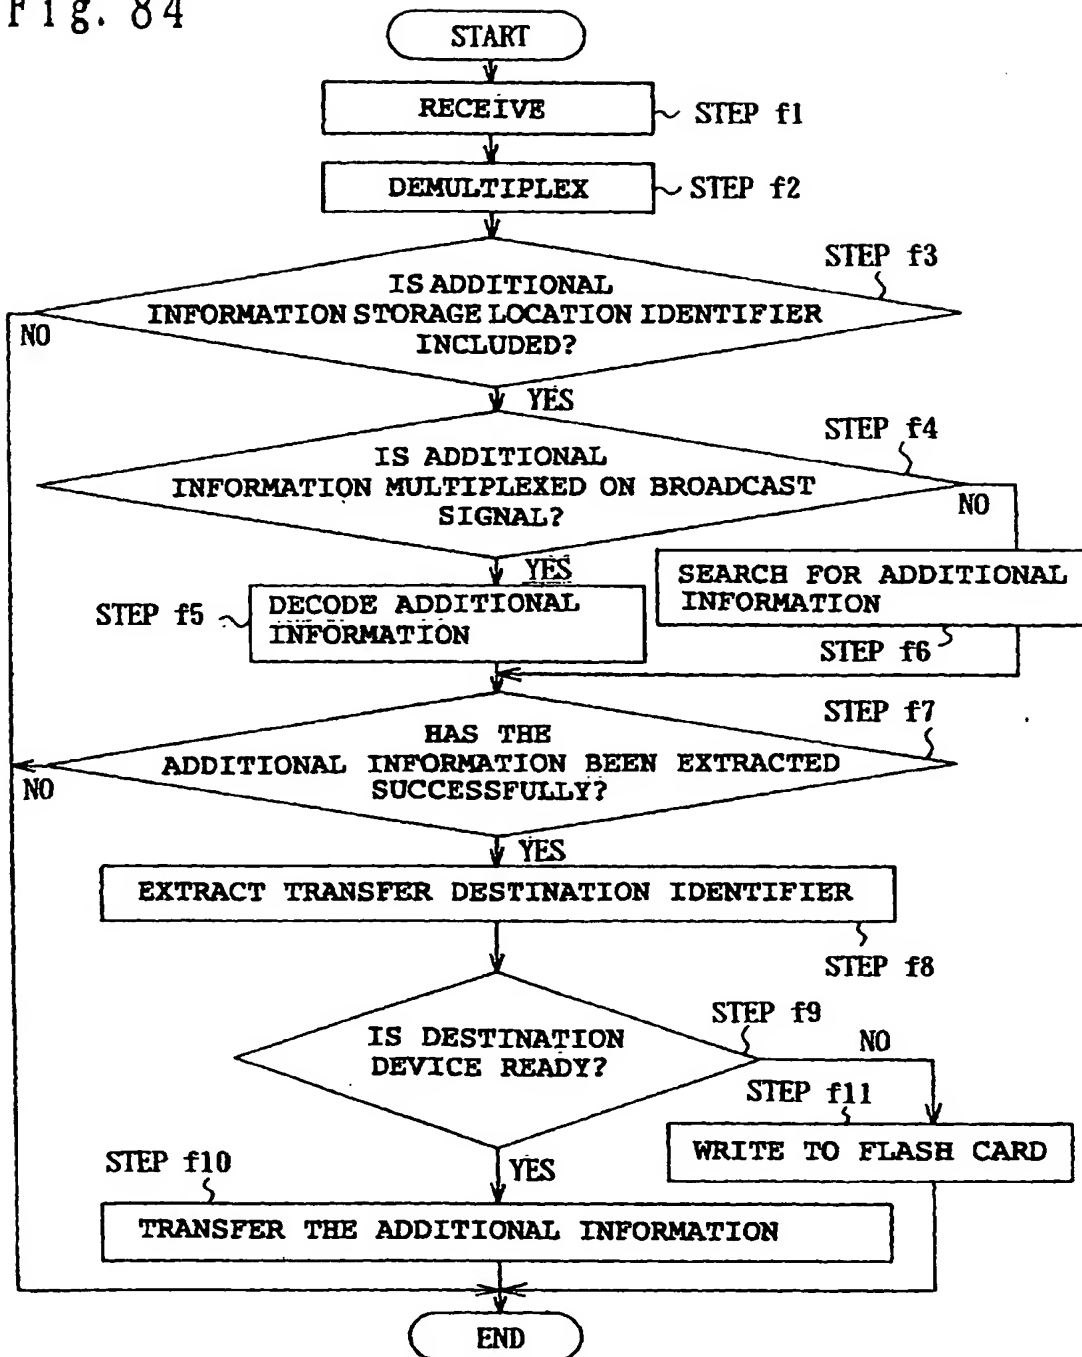 Fig. 84
START
RECEIVE
STEP f1
DEMULTIPLEX
STEP f2
STEP f3
IS ADDITIONAL
INFORMATION STORAGE LOCATION IDENTIFIER
INCLUDED?
NO
YES
STEP f4
IS ADDITIONAL
INFORMATION MULTIPLEXED ON BROADCAST
SIGNAL?
NO
YES
STEP f5
DECODE ADDITIONAL
INFORMATION
SEARCH FOR ADDITIONAL
INFORMATION
STEP f6
STEP f7
HAS THE
ADDITIONAL INFORMATION BEEN EXTRACTED
SUCCESSFULLY?
NO
YES
EXTRACT TRANSFER DESTINATION IDENTIFIER
STEP f8
STEP f9
IS DESTINATION
DEVICE READY?
NO
STEP f11
WRITE TO FLASH CARD
YES
STEP f10
TRANSFER THE ADDITIONAL INFORMATION
END